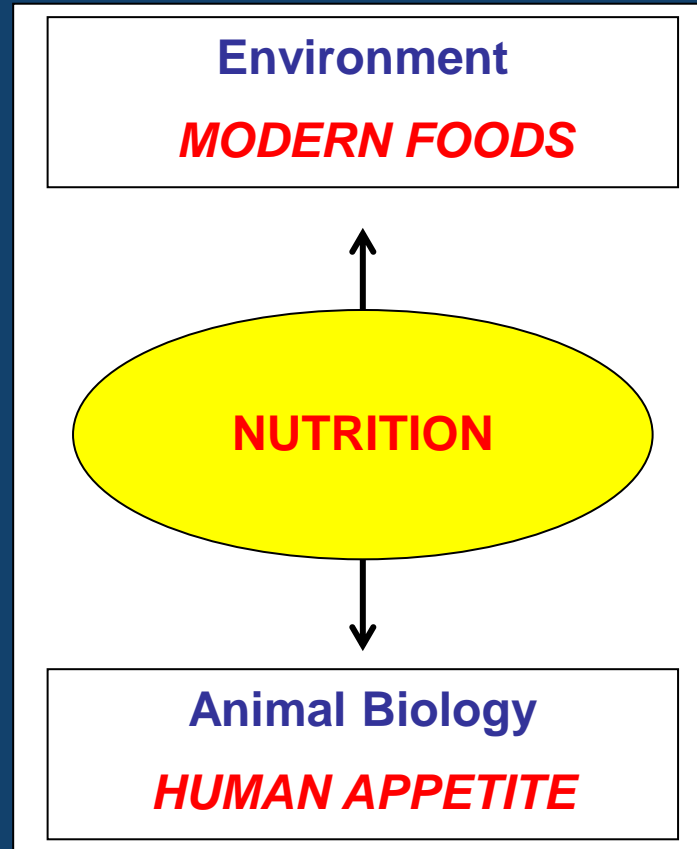 Environment
MODERN FOODS
NUTRITION
Animal Biology
HUMAN APPETITE